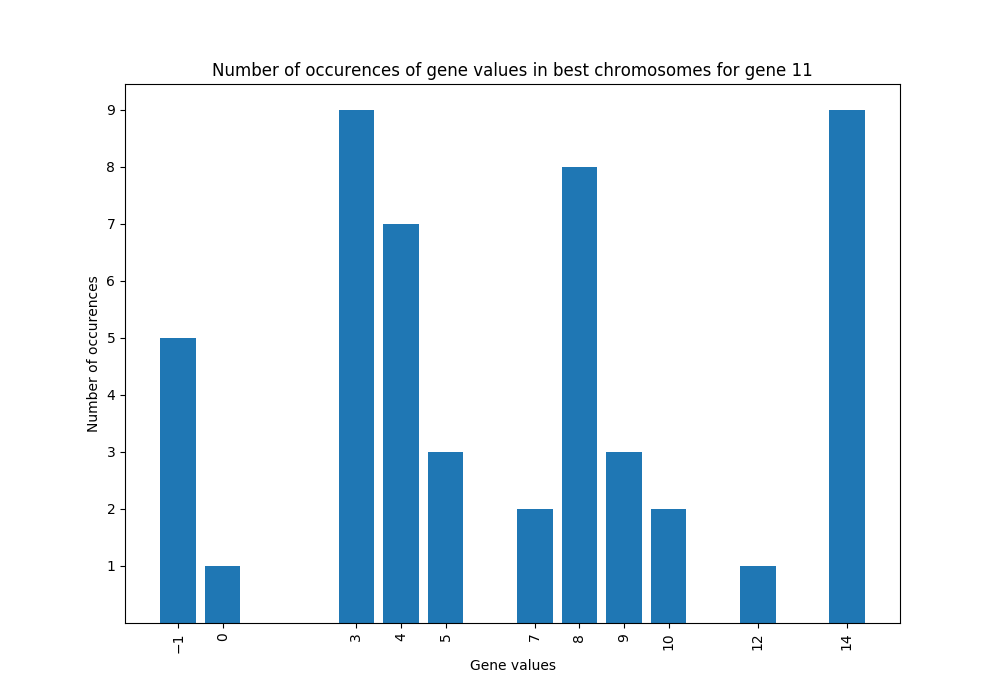 Number of occurences of gene values in best chromosomes for gene 11
9
8
7
6
5
4
3
2
1
Number of occurences
−1 0 3 4 5 7 8 9 10 12 14
Gene values